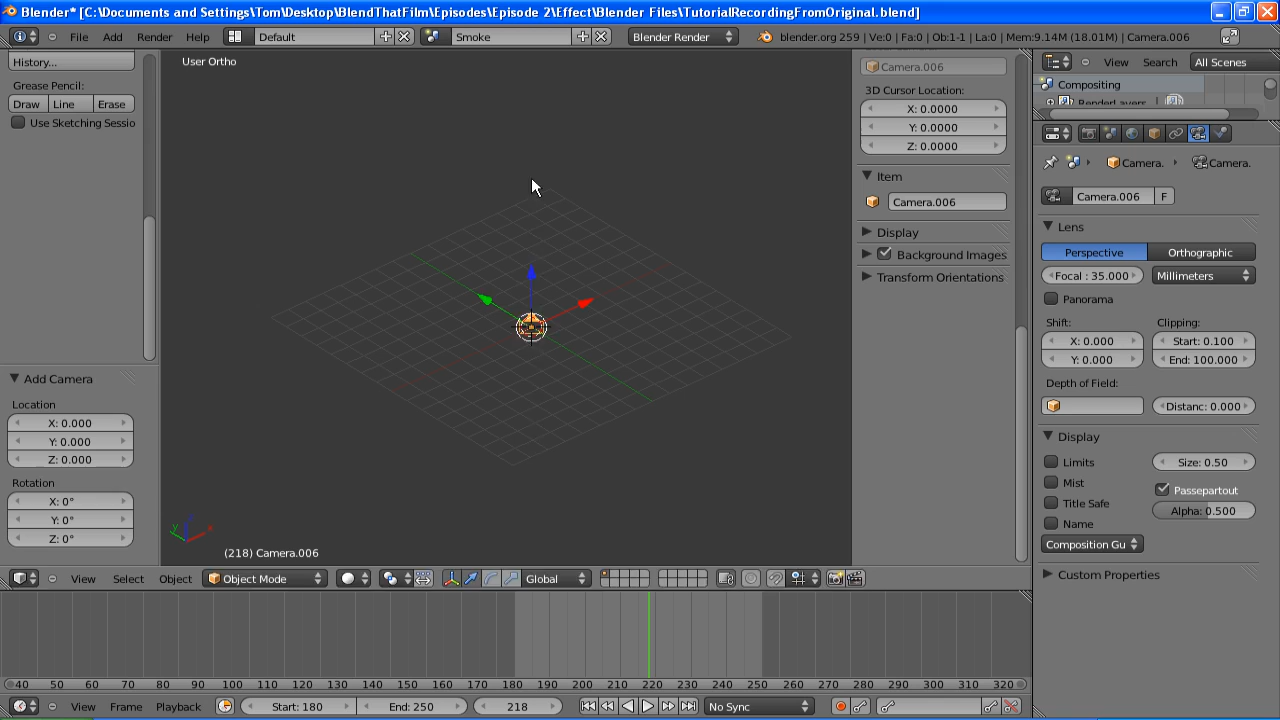 Blender* [C:\Documents and Settings\Tom\Desktop\BlendThatFilm\Episodes\Episode 2\Effect\Blender Files\TutorialRecordingFromOriginal.blend]
File Add Render Help Default Smoke Blender Render blender.org 259 | Ve:0 | Fa:0 | Ob:1-1 | La:0 | Mem:9.14M (18.01M) | Camera.006
History...
Grease Pencil:
Draw Line Erase
Use Sketching Sessio
Add Camera
Location
X: 0.000
Y: 0.000
Z: 0.000
Rotation
X: 0°
Y: 0°
Z: 0°
User Ortho
y
x
(218) Camera.006
Camera.006
3D Cursor Location:
X: 0.0000
Y: 0.0000
Z: 0.0000
Item
Camera.006
Display
Background Images
Transform Orientations
View Search All Scenes
Compositing
RenderLayers
Camera. Camera.
Camera.006 F
Lens
Perspective Orthographic
Focal : 35.000 Millimeters
Panorama
Shift: Clipping:
X: 0.000 Start: 0.100
Y: 0.000 End: 100.000
Depth of Field:
Distanc: 0.000
Display
Limits Size: 0.50
Mist Passepartout
Title Safe Alpha: 0.500
Name
Composition Gu
Custom Properties
View Select Object Object Mode Global
40 50 60 70 80 90 100 110 120 130 140 150 160 170 180 190 200 210 220 230 240 250 260 270 280 290 300 310 320
View Frame Playback Start: 180 End: 250 218 No Sync